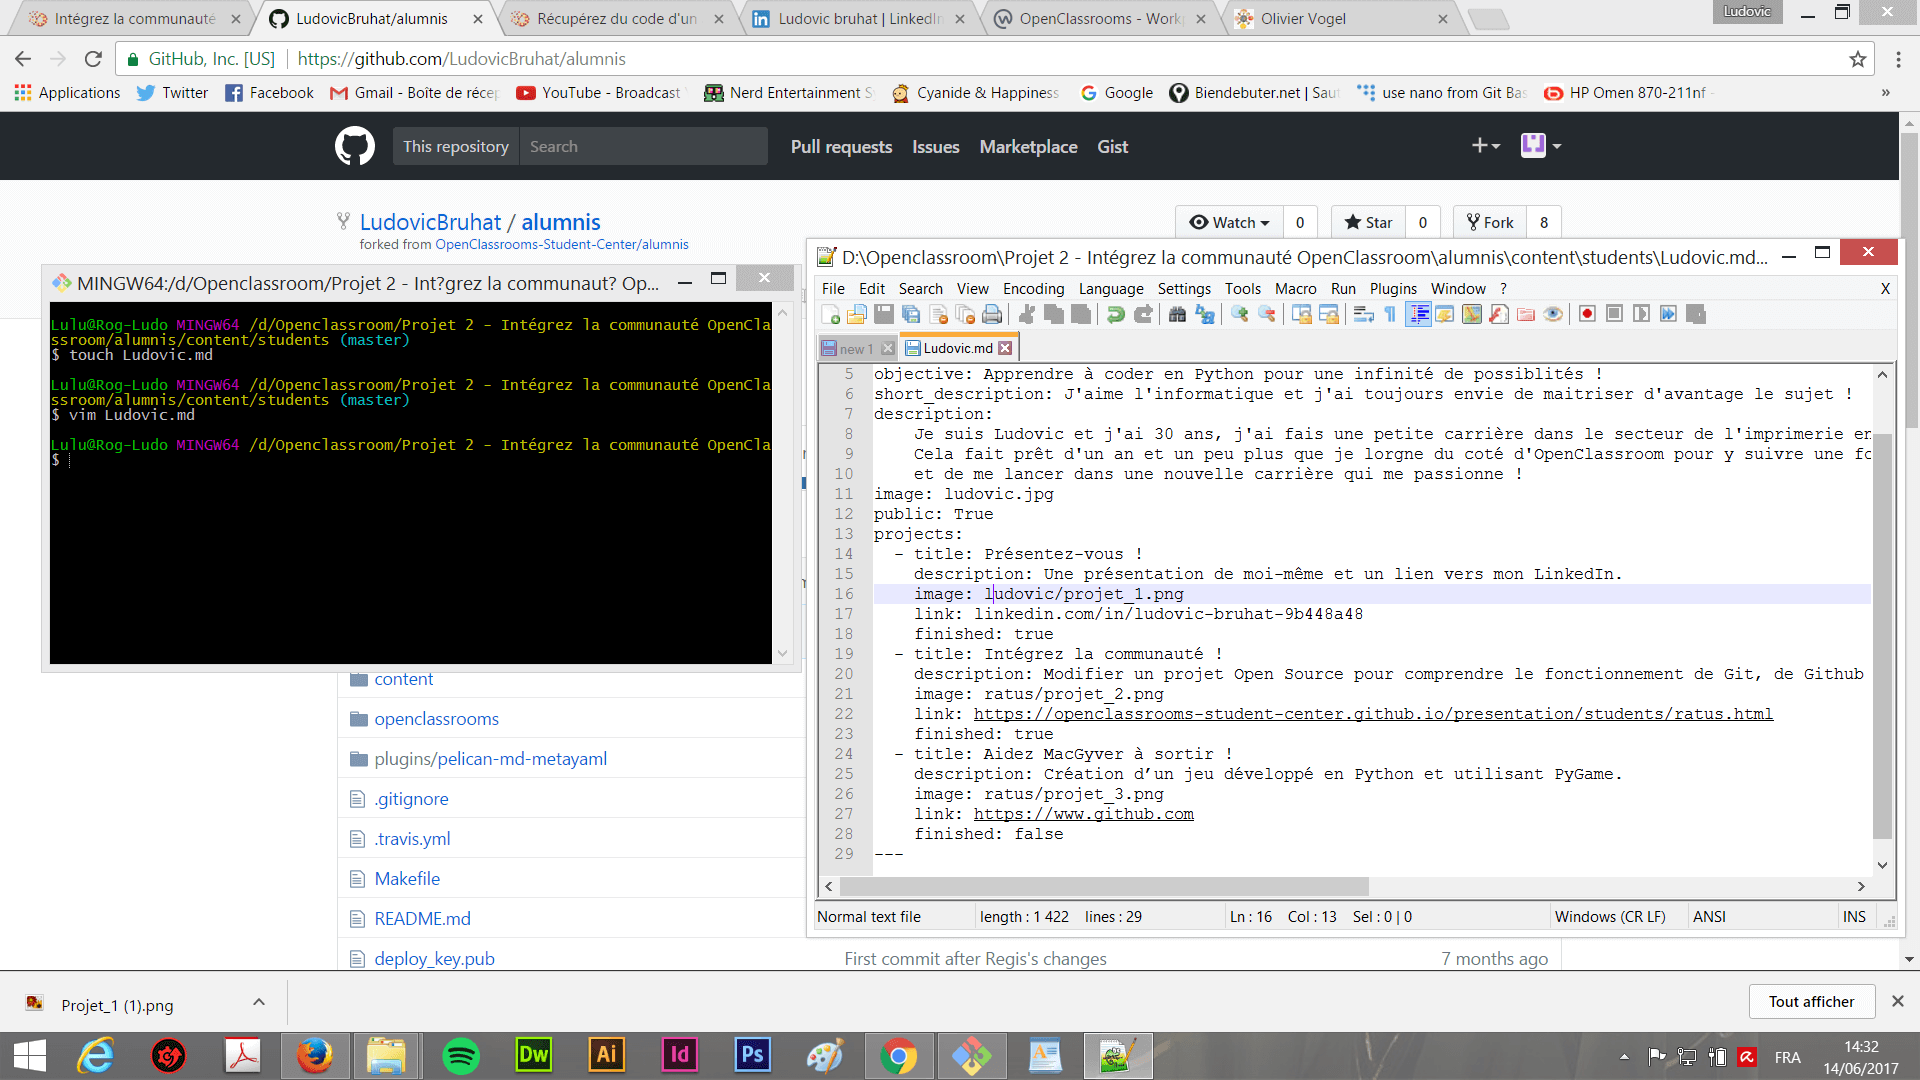 Intégrez la communauté
LudovicBruhat/alumnis
Récupérez du code d'un
Ludovic bruhat | LinkedIn
OpenClassrooms - Work
Olivier Vogel
Ludovic
GitHub, Inc. [US]
https://github.com/LudovicBruhat/alumnis
Applications
Twitter
Facebook
Gmail - Boîte de récep
YouTube - Broadcast
Nerd Entertainment S
Cyanide & Happiness
Google
Biendebuter.net | Sau
use nano from Git Bas
HP Omen 870-211nf -
»
This repository
Search
Pull requests
Issues
Marketplace
Gist
LudovicBruhat / alumnis
forked from OpenClassrooms-Student-Center/alumnis
Watch
0
Star
0
Fork
8
MINGW64:/d/Openclassroom/Projet 2 - Int?grez la communaut? Op...
Lulu@Rog-Ludo MINGW64 /d/Openclassroom/Projet 2 - Intégrez la communauté OpenCla
ssroom/alumnis/content/students (master)
$ touch Ludovic.md
Lulu@Rog-Ludo MINGW64 /d/Openclassroom/Projet 2 - Intégrez la communauté OpenCla
ssroom/alumnis/content/students (master)
$ vim Ludovic.md
Lulu@Rog-Ludo MINGW64 /d/Openclassroom/Projet 2 - Intégrez la communauté OpenCla
$
D:\Openclassroom\Projet 2 - Intégrez la communauté OpenClassroom\alumnis\content\students\Ludovic.md...
File Edit Search View Encoding Language Settings Tools Macro Run Plugins Window ? X
new 1
Ludovic.md
5 objective: Apprendre à coder en Python pour une infinité de possiblités !
6 short_description: J'aime l'informatique et j'ai toujours envie de maitriser d'avantage le sujet !
7 description:
8 Je suis Ludovic et j'ai 30 ans, j'ai fais une petite carrière dans le secteur de l'imprimerie en
9 Cela fait prêt d'un an et un peu plus que je lorgne du coté d'OpenClassroom pour y suivre une fo
10 et de me lancer dans une nouvelle carrière qui me passionne !
11 image: ludovic.jpg
12 public: True
13 projects:
14 - title: Présentez-vous !
15 description: Une présentation de moi-même et un lien vers mon LinkedIn.
16 image: ludovic/projet_1.png
17 link: linkedin.com/in/ludovic-bruhat-9b448a48
18 finished: true
19 - title: Intégrez la communauté !
20 description: Modifier un projet Open Source pour comprendre le fonctionnement de Git, de Github
21 image: ratus/projet_2.png
22 link: https://openclassrooms-student-center.github.io/presentation/students/ratus.html
23 finished: true
24 - title: Aidez MacGyver à sortir !
25 description: Création d’un jeu développé en Python et utilisant PyGame.
26 image: ratus/projet_3.png
27 link: https://www.github.com
28 finished: false
29 ---
Normal text file
length : 1 422 lines : 29
Ln : 16 Col : 13 Sel : 0 | 0
Windows (CR LF)
ANSI
INS
content
openclassrooms
plugins/pelican-md-metayaml
.gitignore
.travis.yml
Makefile
README.md
deploy_key.pub
First commit after Regis's changes
7 months ago
Projet_1 (1).png
Tout afficher
Dw
Ai
Id
Ps
FRA
14:32
14/06/2017